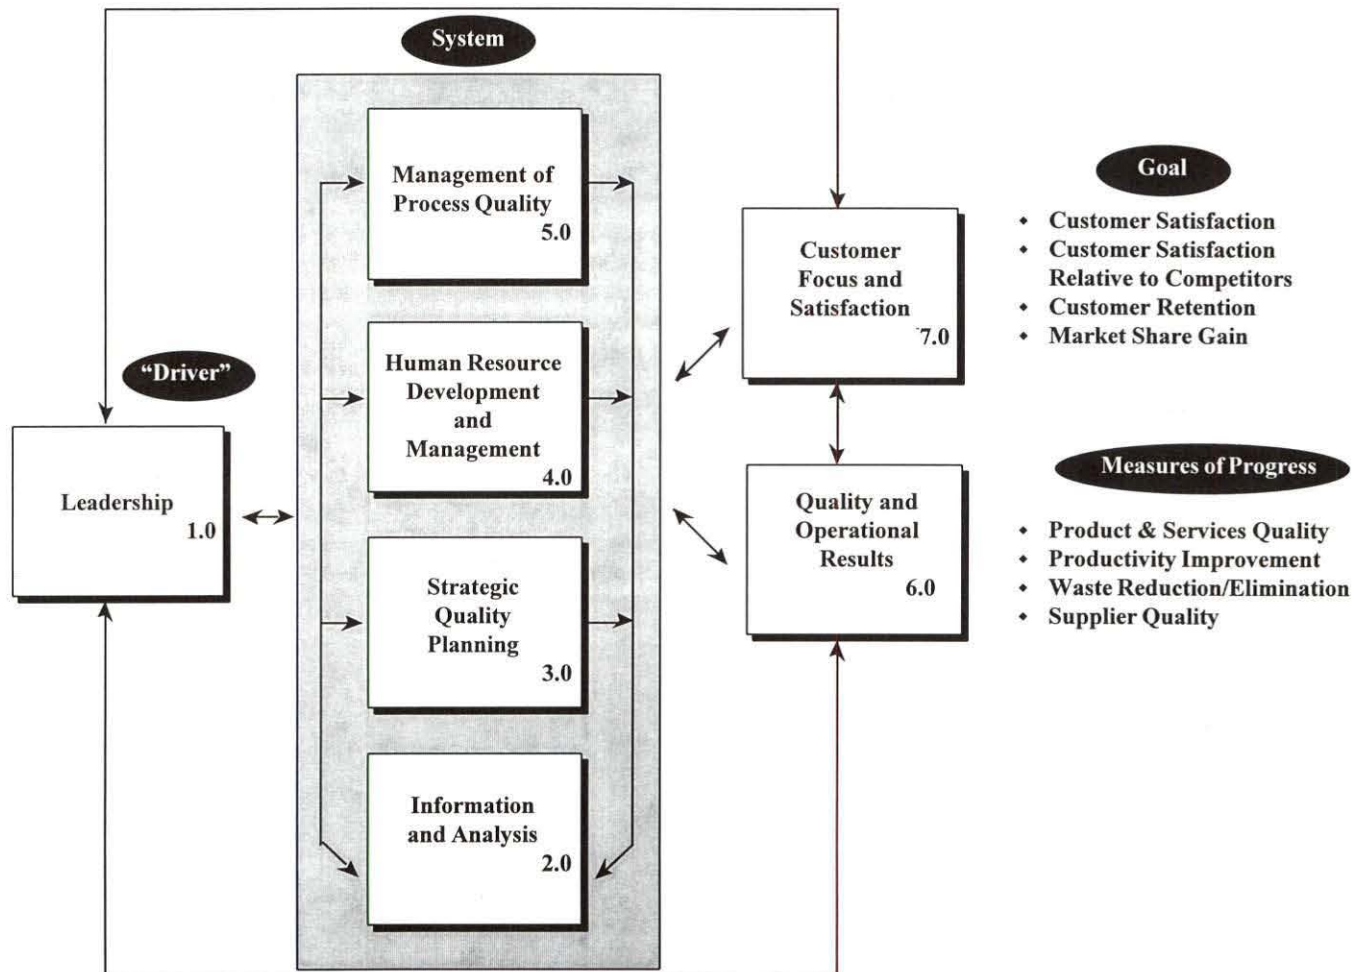 System
Management of
Process Quality
5.0
Human Resource
Development
and
Management
4.0
Strategic
Quality
Planning
3.0
Information
and Analysis
2.0
“Driver”
Leadership
1.0
Customer
Focus and
Satisfaction
7.0
Quality and
Operational
Results
6.0
Goal
• Customer Satisfaction
• Customer Satisfaction
Relative to Competitors
• Customer Retention
• Market Share Gain
Measures of Progress
• Product & Services Quality
• Productivity Improvement
• Waste Reduction/Elimination
• Supplier Quality